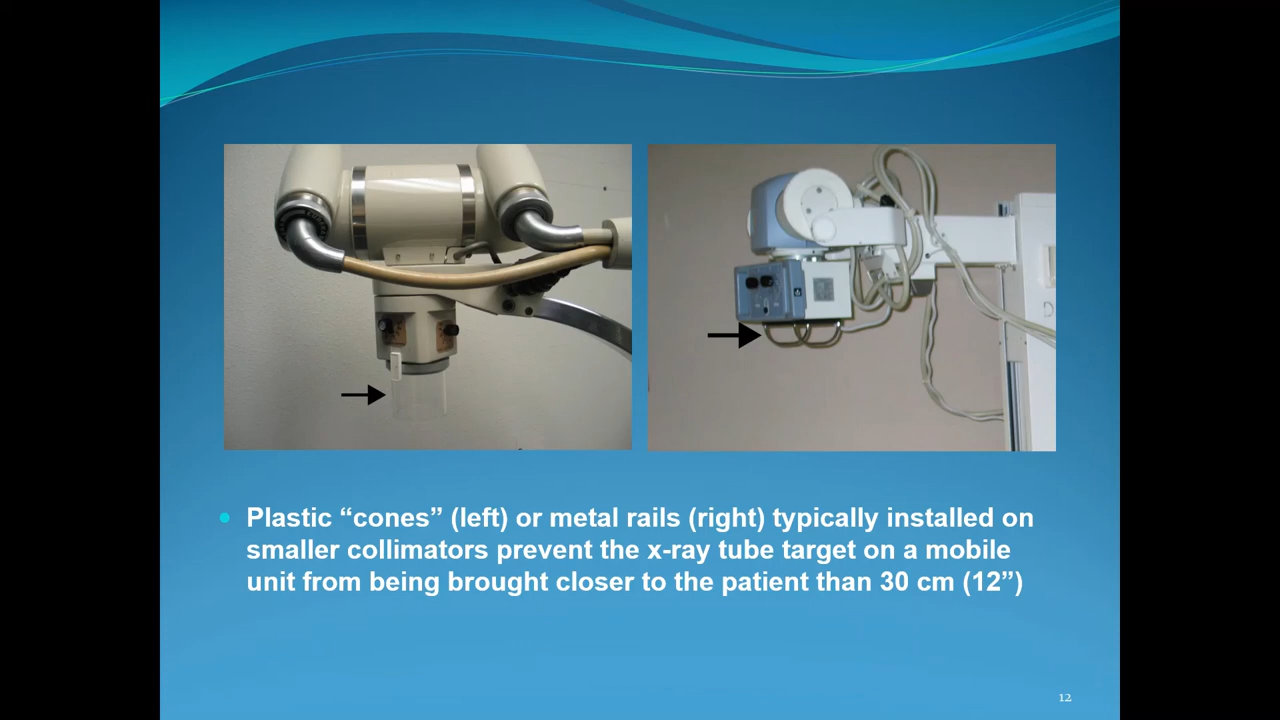 Plastic “cones” (left) or metal rails (right) typically installed on
smaller collimators prevent the x-ray tube target on a mobile
unit from being brought closer to the patient than 30 cm (12”)
12